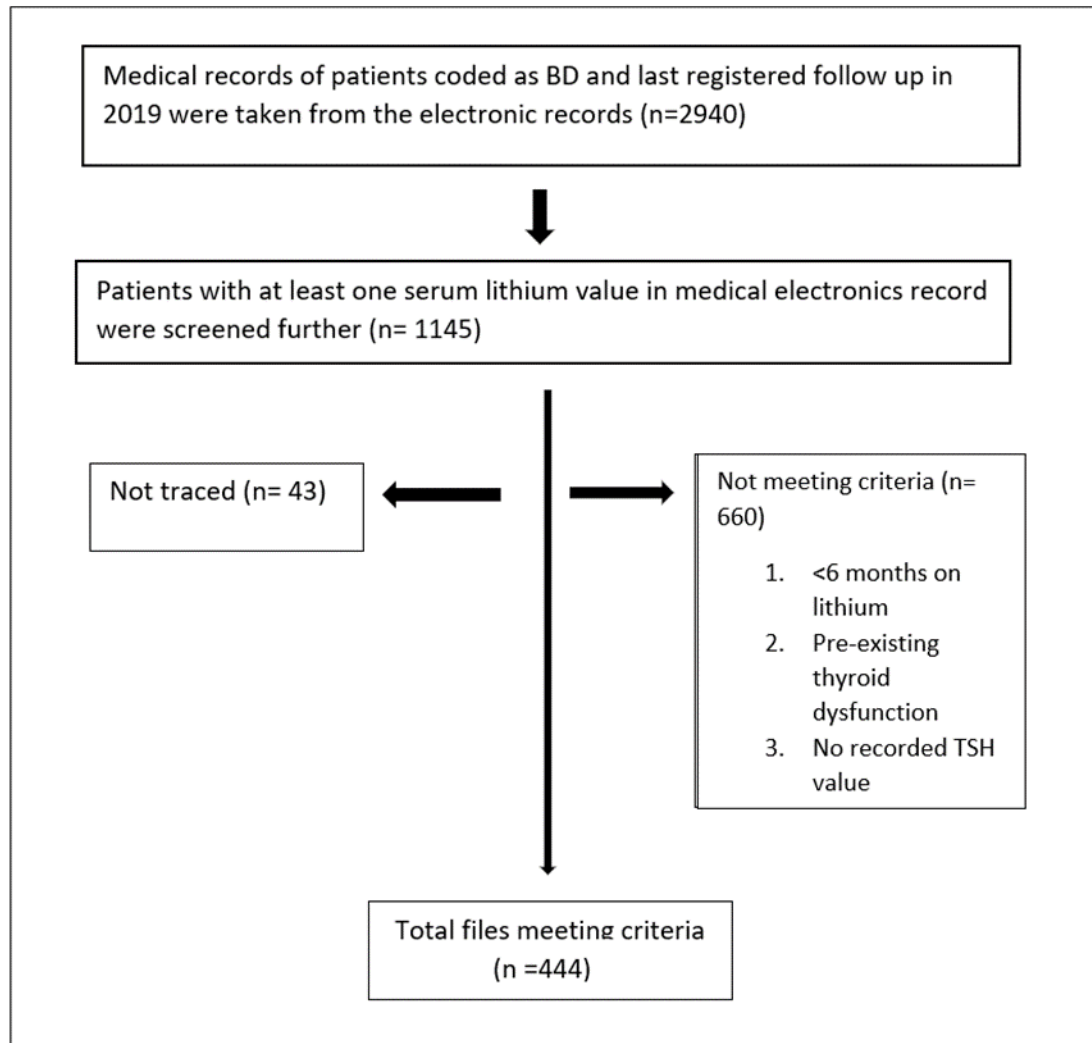 Medical records of patients coded as BD and last registered follow up in
2019 were taken from the electronic records (n=2940)
Patients with at least one serum lithium value in medical electronics record
were screened further (n= 1145)
Not traced (n= 43)
Not meeting criteria (n=
660)
1. <6 months on
lithium
2. Pre-existing
thyroid
dysfunction
3. No recorded TSH
value
Total files meeting criteria
(n =444)